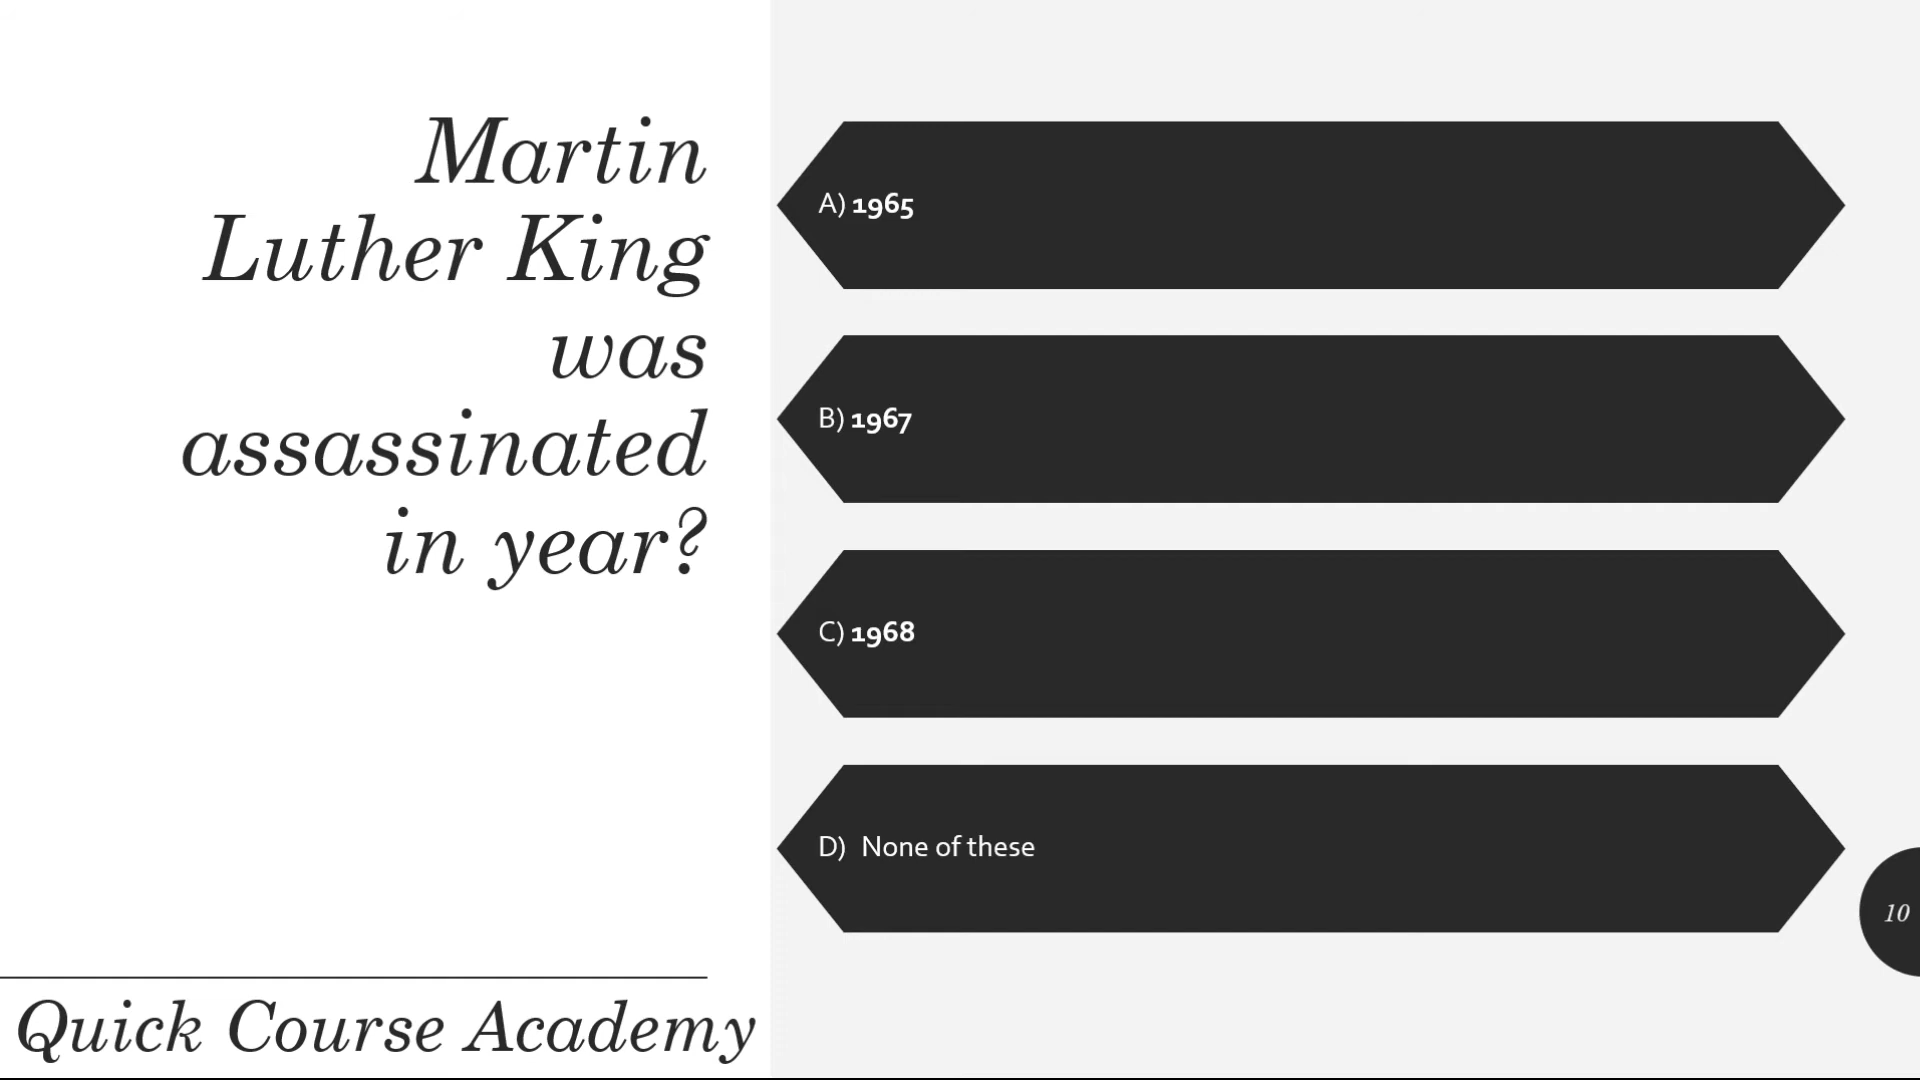 Martin
Luther King
was
assassinated
in year?
A) 1965
B) 1967
C) 1968
D) None of these
10
Quick Course Academy